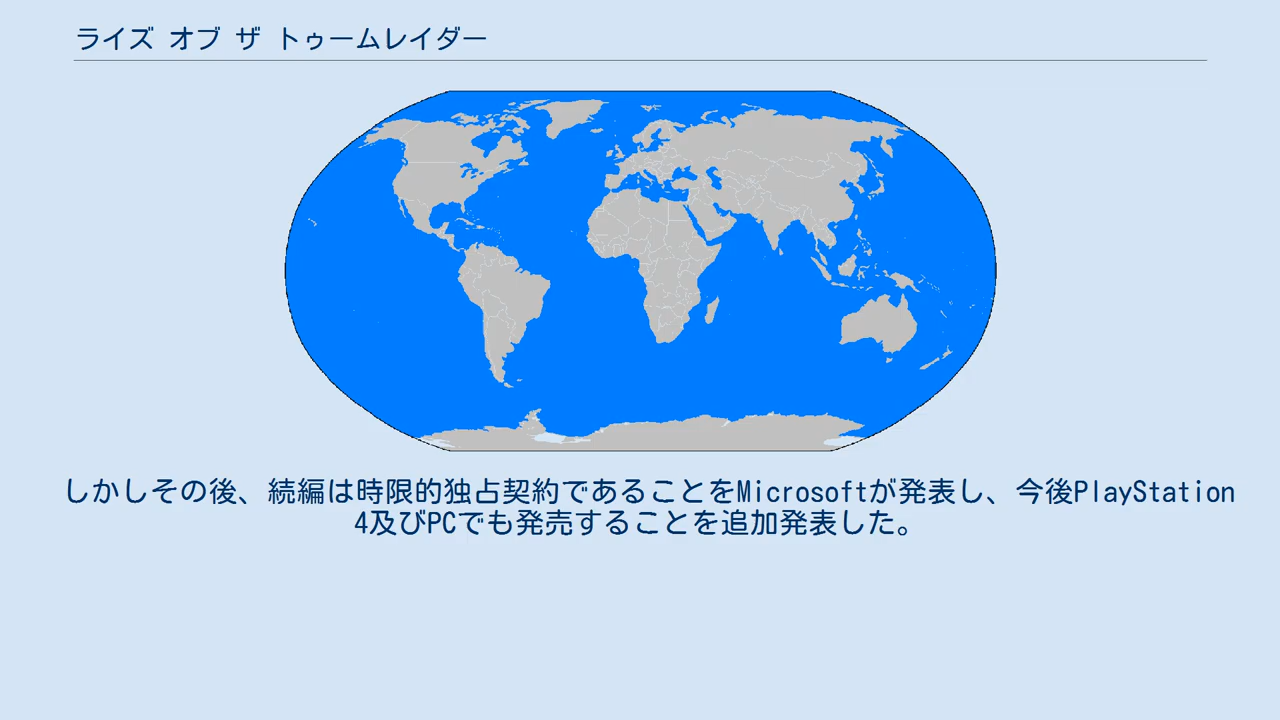 ライズ オブ ザ トゥームレイダー
しかしその後、続編は時限的独占契約であることをMicrosoftが発表し、今後PlayStation
4及びPCでも発売することを追加発表した。